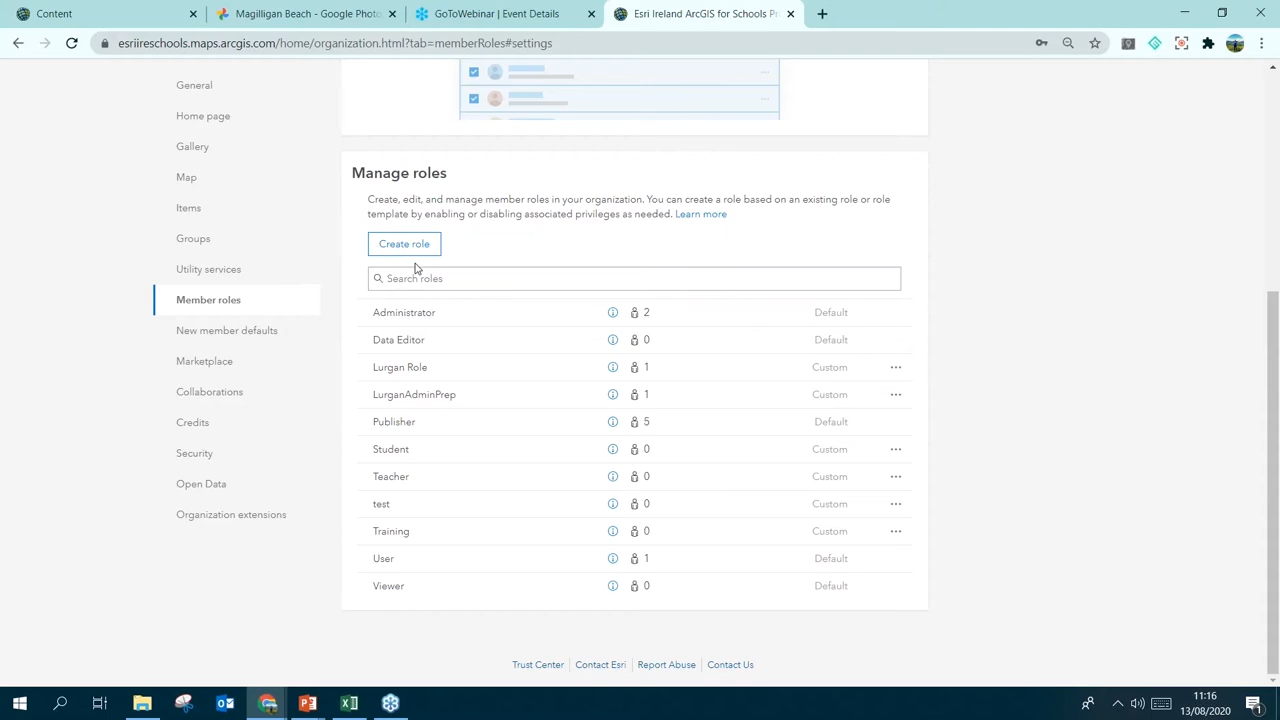 Content
Magilligan Beach - Google Photo
GoToWebinar | Event Details
Esri Ireland ArcGIS for Schools Pr
esriireschools.maps.arcgis.com/home/organization.html?tab=memberRoles#settings
General
Home page
Gallery
Map
Items
Groups
Utility services
Member roles
New member defaults
Marketplace
Collaborations
Credits
Security
Open Data
Organization extensions
Manage roles
Create, edit, and manage member roles in your organization. You can create a role based on an existing role or role
template by enabling or disabling associated privileges as needed. Learn more
Create role
Search roles
Administrator 2 Default
Data Editor 0 Default
Lurgan Role 1 Custom
LurganAdminPrep 1 Custom
Publisher 5 Default
Student 0 Custom
Teacher 0 Custom
test 0 Custom
Training 0 Custom
User 1 Default
Viewer 0 Default
Trust Center | Contact Esri | Report Abuse | Contact Us
11:16
13/08/2020
1